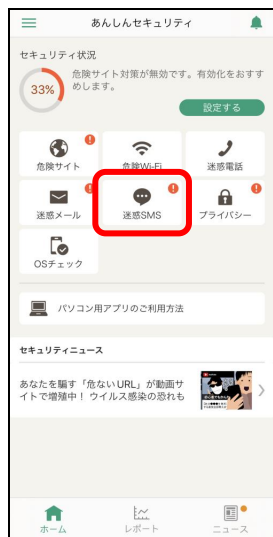 あんしんセキュリティ
セキュリティ状況
33%
危険サイト対策が無効です。有効化をおすす
めします。
設定する
危険サイト
危険Wi-Fi
迷惑電話
迷惑メール
迷惑SMS
プライバシー
OSチェック
パソコン用アプリのご利用方法
セキュリティニュース
あなたを騙す「危ないURL」が動画サ
イトで増殖中！ ウイルス感染の恐れも
ホーム
レポート
ニュース